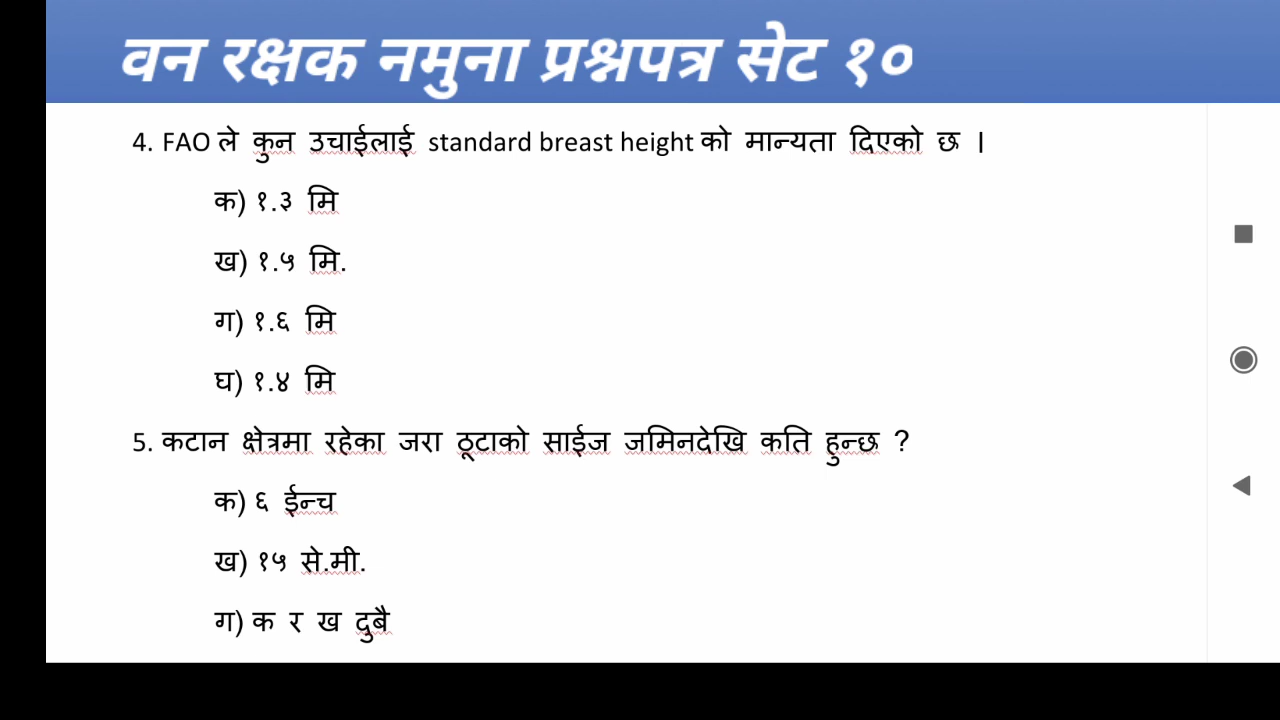 वन रक्षक नमुना प्रश्नपत्र सेट १०
4. FAO ले कुन उचाईलाई standard breast height को मान्यता दिएको छ ।
क) १.३ मि
ख) १.५ मि.
ग) १.६ मि
घ) १.४ मि
5. कटान क्षेत्रमा रहेका जरा ठूटाको साईज जमिनदेखि कति हुन्छ ?
क) ६ ईन्च
ख) १५ से.मी.
ग) क र ख दुबै